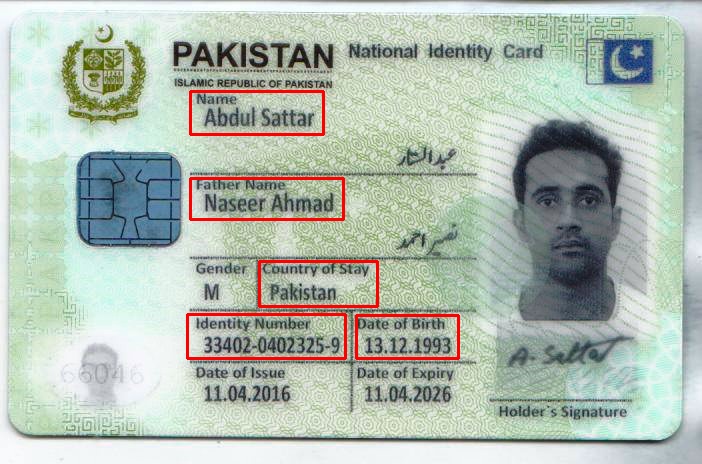 PAKISTAN National Identity Card
ISLAMIC REPUBLIC OF PAKISTAN
Name
Abdul Sattar
عبدالستار
Father Name
Naseer Ahmad
نصیر احمد
Gender Country of Stay
M Pakistan
Identity Number Date of Birth
33402-0402325-9 13.12.1993
Date of Issue Date of Expiry
11.04.2016 11.04.2026
66046
A. Sattar
Holder`s Signature